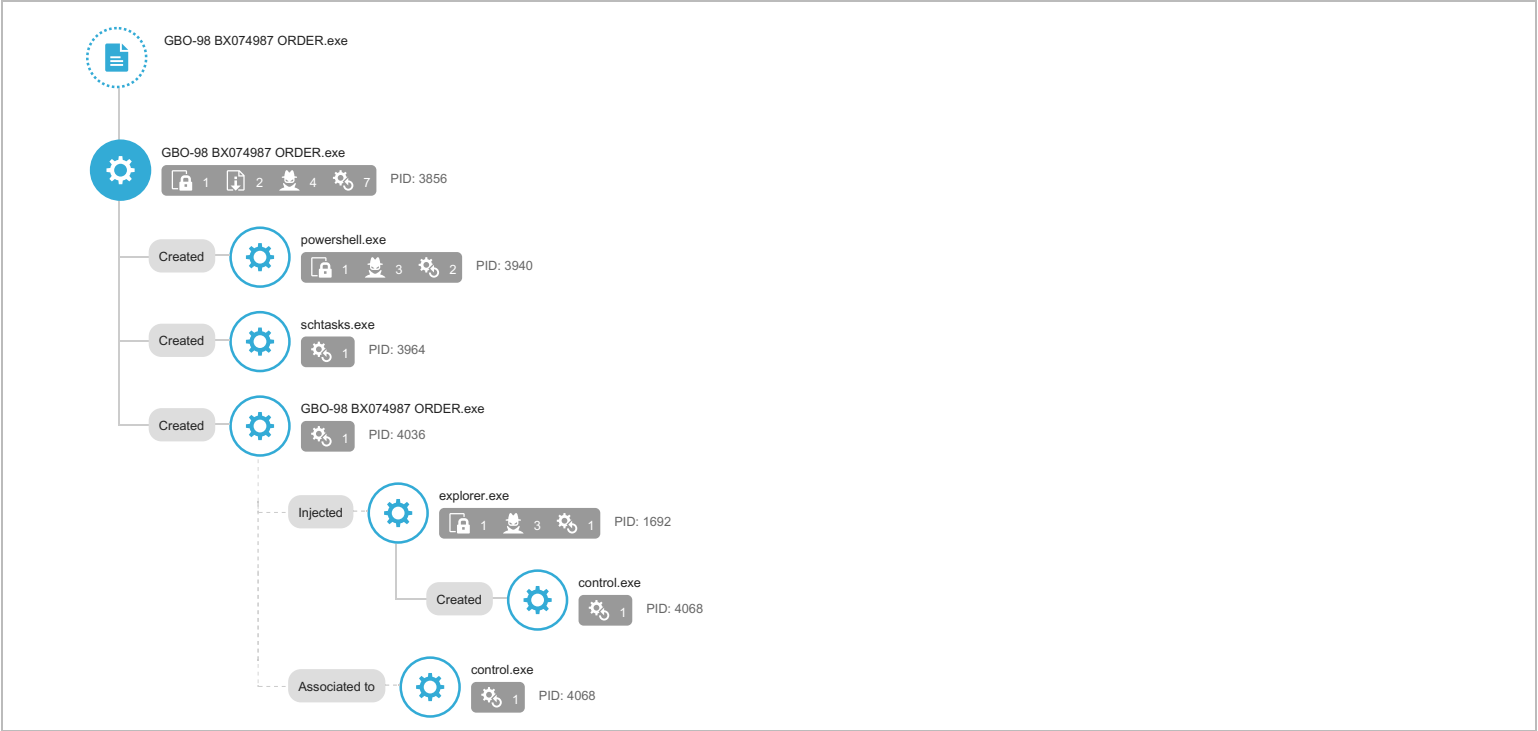 GBO-98 BX074987 ORDER.exe
GBO-98 BX074987 ORDER.exe
1 2 4 7 PID: 3856
Created
powershell.exe
1 3 2 PID: 3940
Created
schtasks.exe
1 PID: 3964
Created
GBO-98 BX074987 ORDER.exe
1 PID: 4036
Injected
explorer.exe
1 3 1 PID: 1692
Created
control.exe
1 PID: 4068
Associated to
control.exe
1 PID: 4068